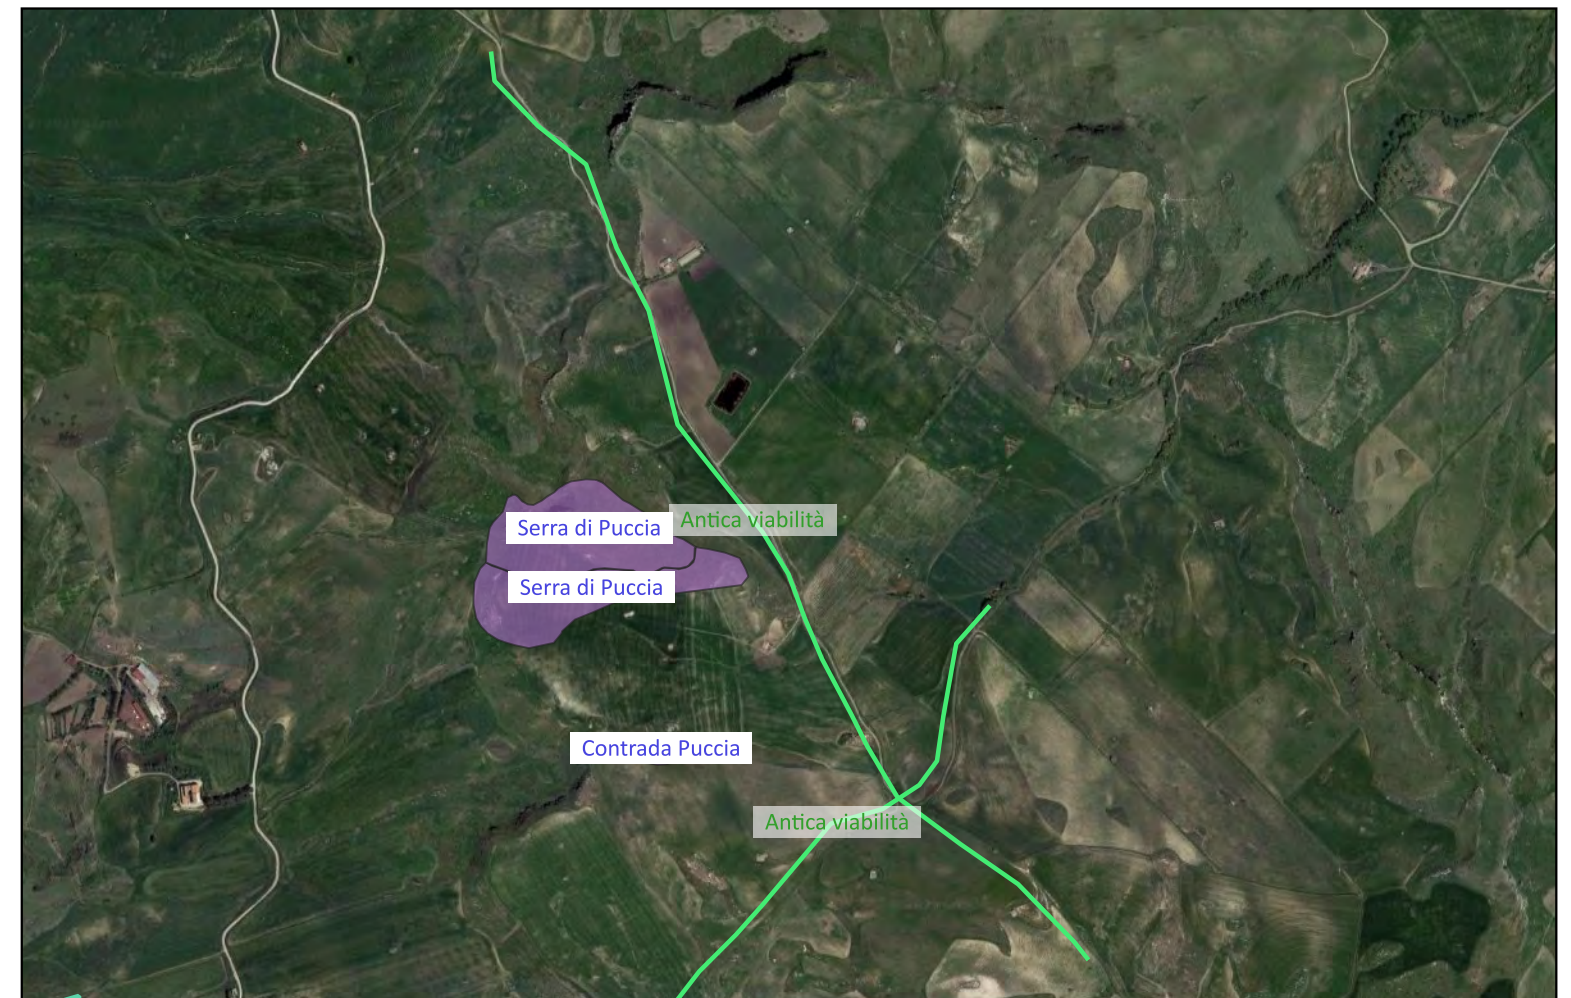 Antica viabilità
Serra di Puccia
Serra di Puccia
Contrada Puccia
Antica viabilità